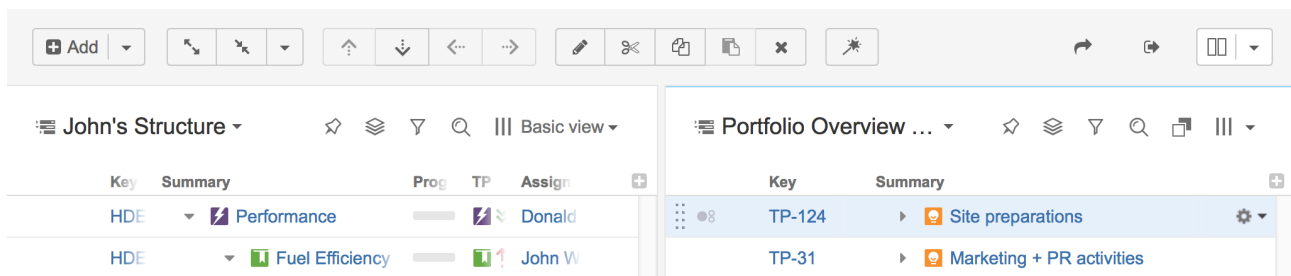 Add
John's Structure
Basic view
Key Summary Prog TP Assign
HDE Performance Donald
HDE Fuel Efficiency John W
Portfolio Overview ...
Key Summary
8 TP-124 Site preparations
TP-31 Marketing + PR activities